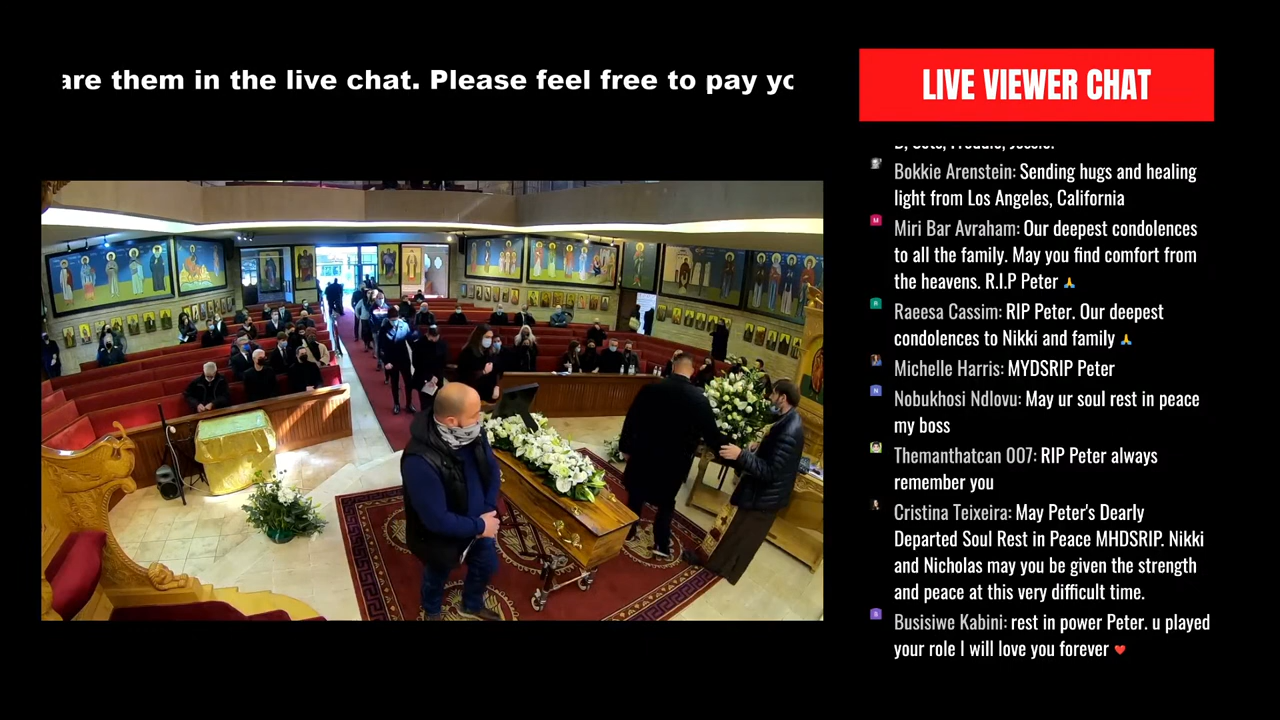 are them in the live chat. Please feel free to pay yo
LIVE VIEWER CHAT
Bokkie Arenstein: Sending hugs and healing
light from Los Angeles, California
Miri Bar Avraham: Our deepest condolences
to all the family. May you find comfort from
the heavens. R.I.P Peter 🙏
Raeesa Cassim: RIP Peter. Our deepest
condolences to Nikki and family 🙏
Michelle Harris: MYDSRIP Peter
Nobukhosi Ndlovu: May ur soul rest in peace
my boss
Themanthatcan 007: RIP Peter always
remember you
Cristina Teixeira: May Peter's Dearly
Departed Soul Rest in Peace MHDSRIP. Nikki
and Nicholas may you be given the strength
and peace at this very difficult time.
Busisiwe Kabini: rest in power Peter. u played
your role I will love you forever ❤️